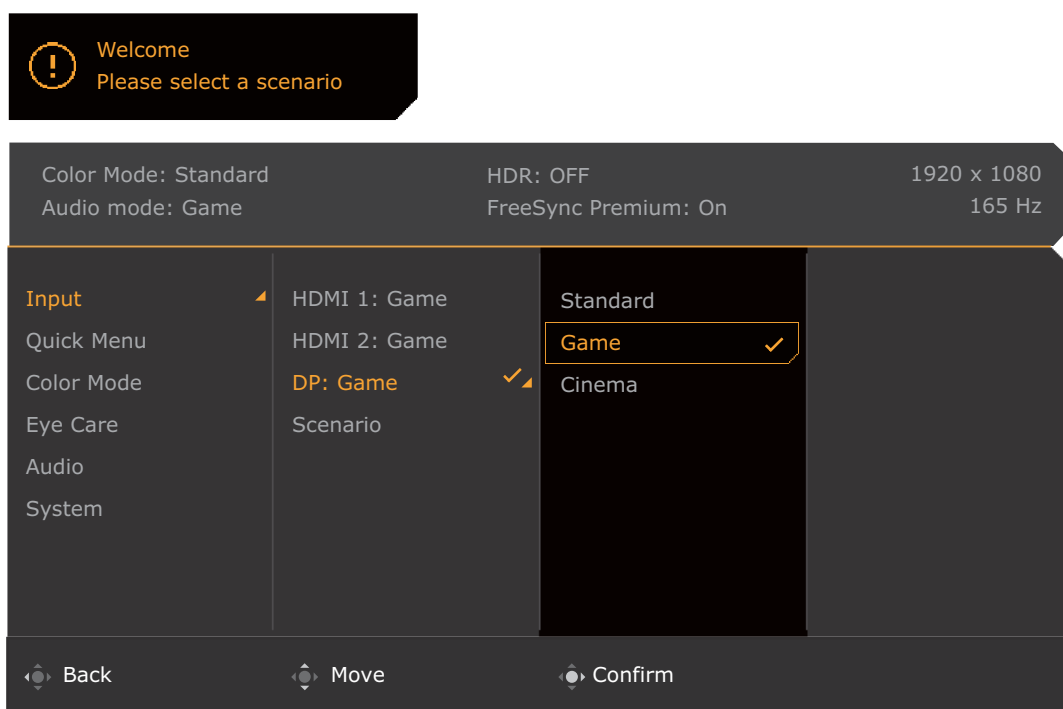 Welcome
Please select a scenario
Color Mode: Standard
HDR: OFF
1920 x 1080
Audio mode: Game
FreeSync Premium: On
165 Hz
Input
Quick Menu
Color Mode
Eye Care
Audio
System
HDMI 1: Game
HDMI 2: Game
DP: Game
Scenario
Standard
Game
Cinema
Back
Move
Confirm